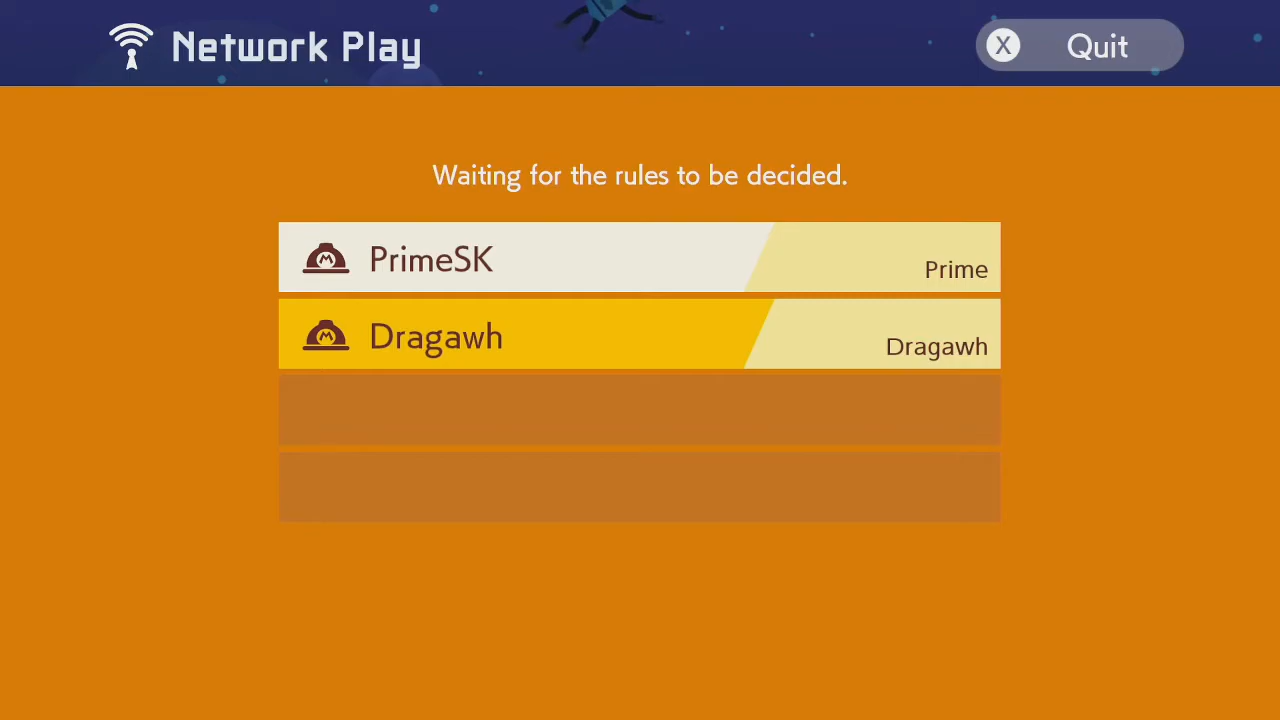 Network Play
X Quit
Waiting for the rules to be decided.
M PrimeSK Prime
M Dragawh Dragawh